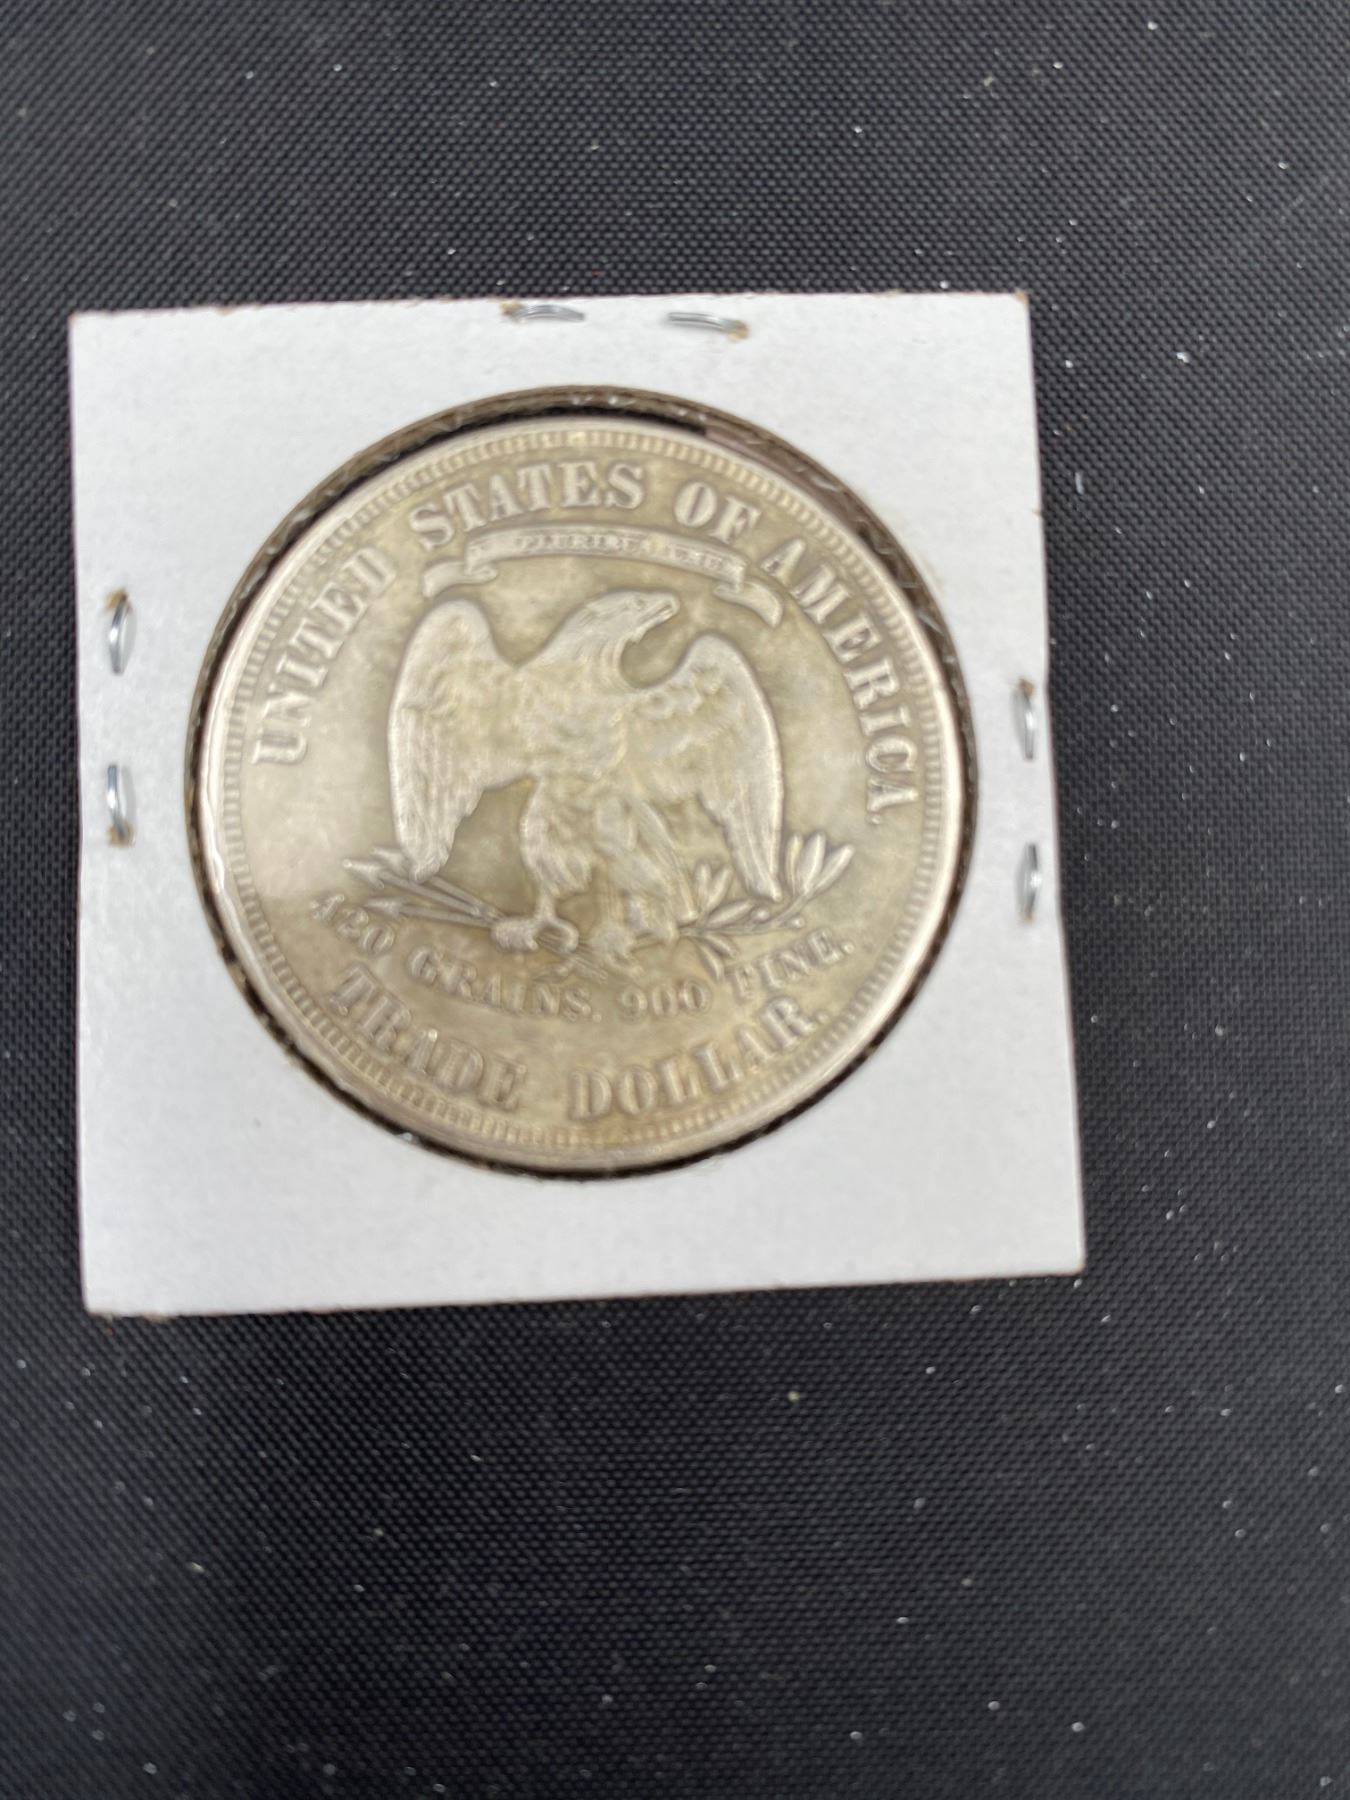 UNITED STATES OF AMERICA
420 GRAINS. 900 FINE.
TRADE DOLLAR.